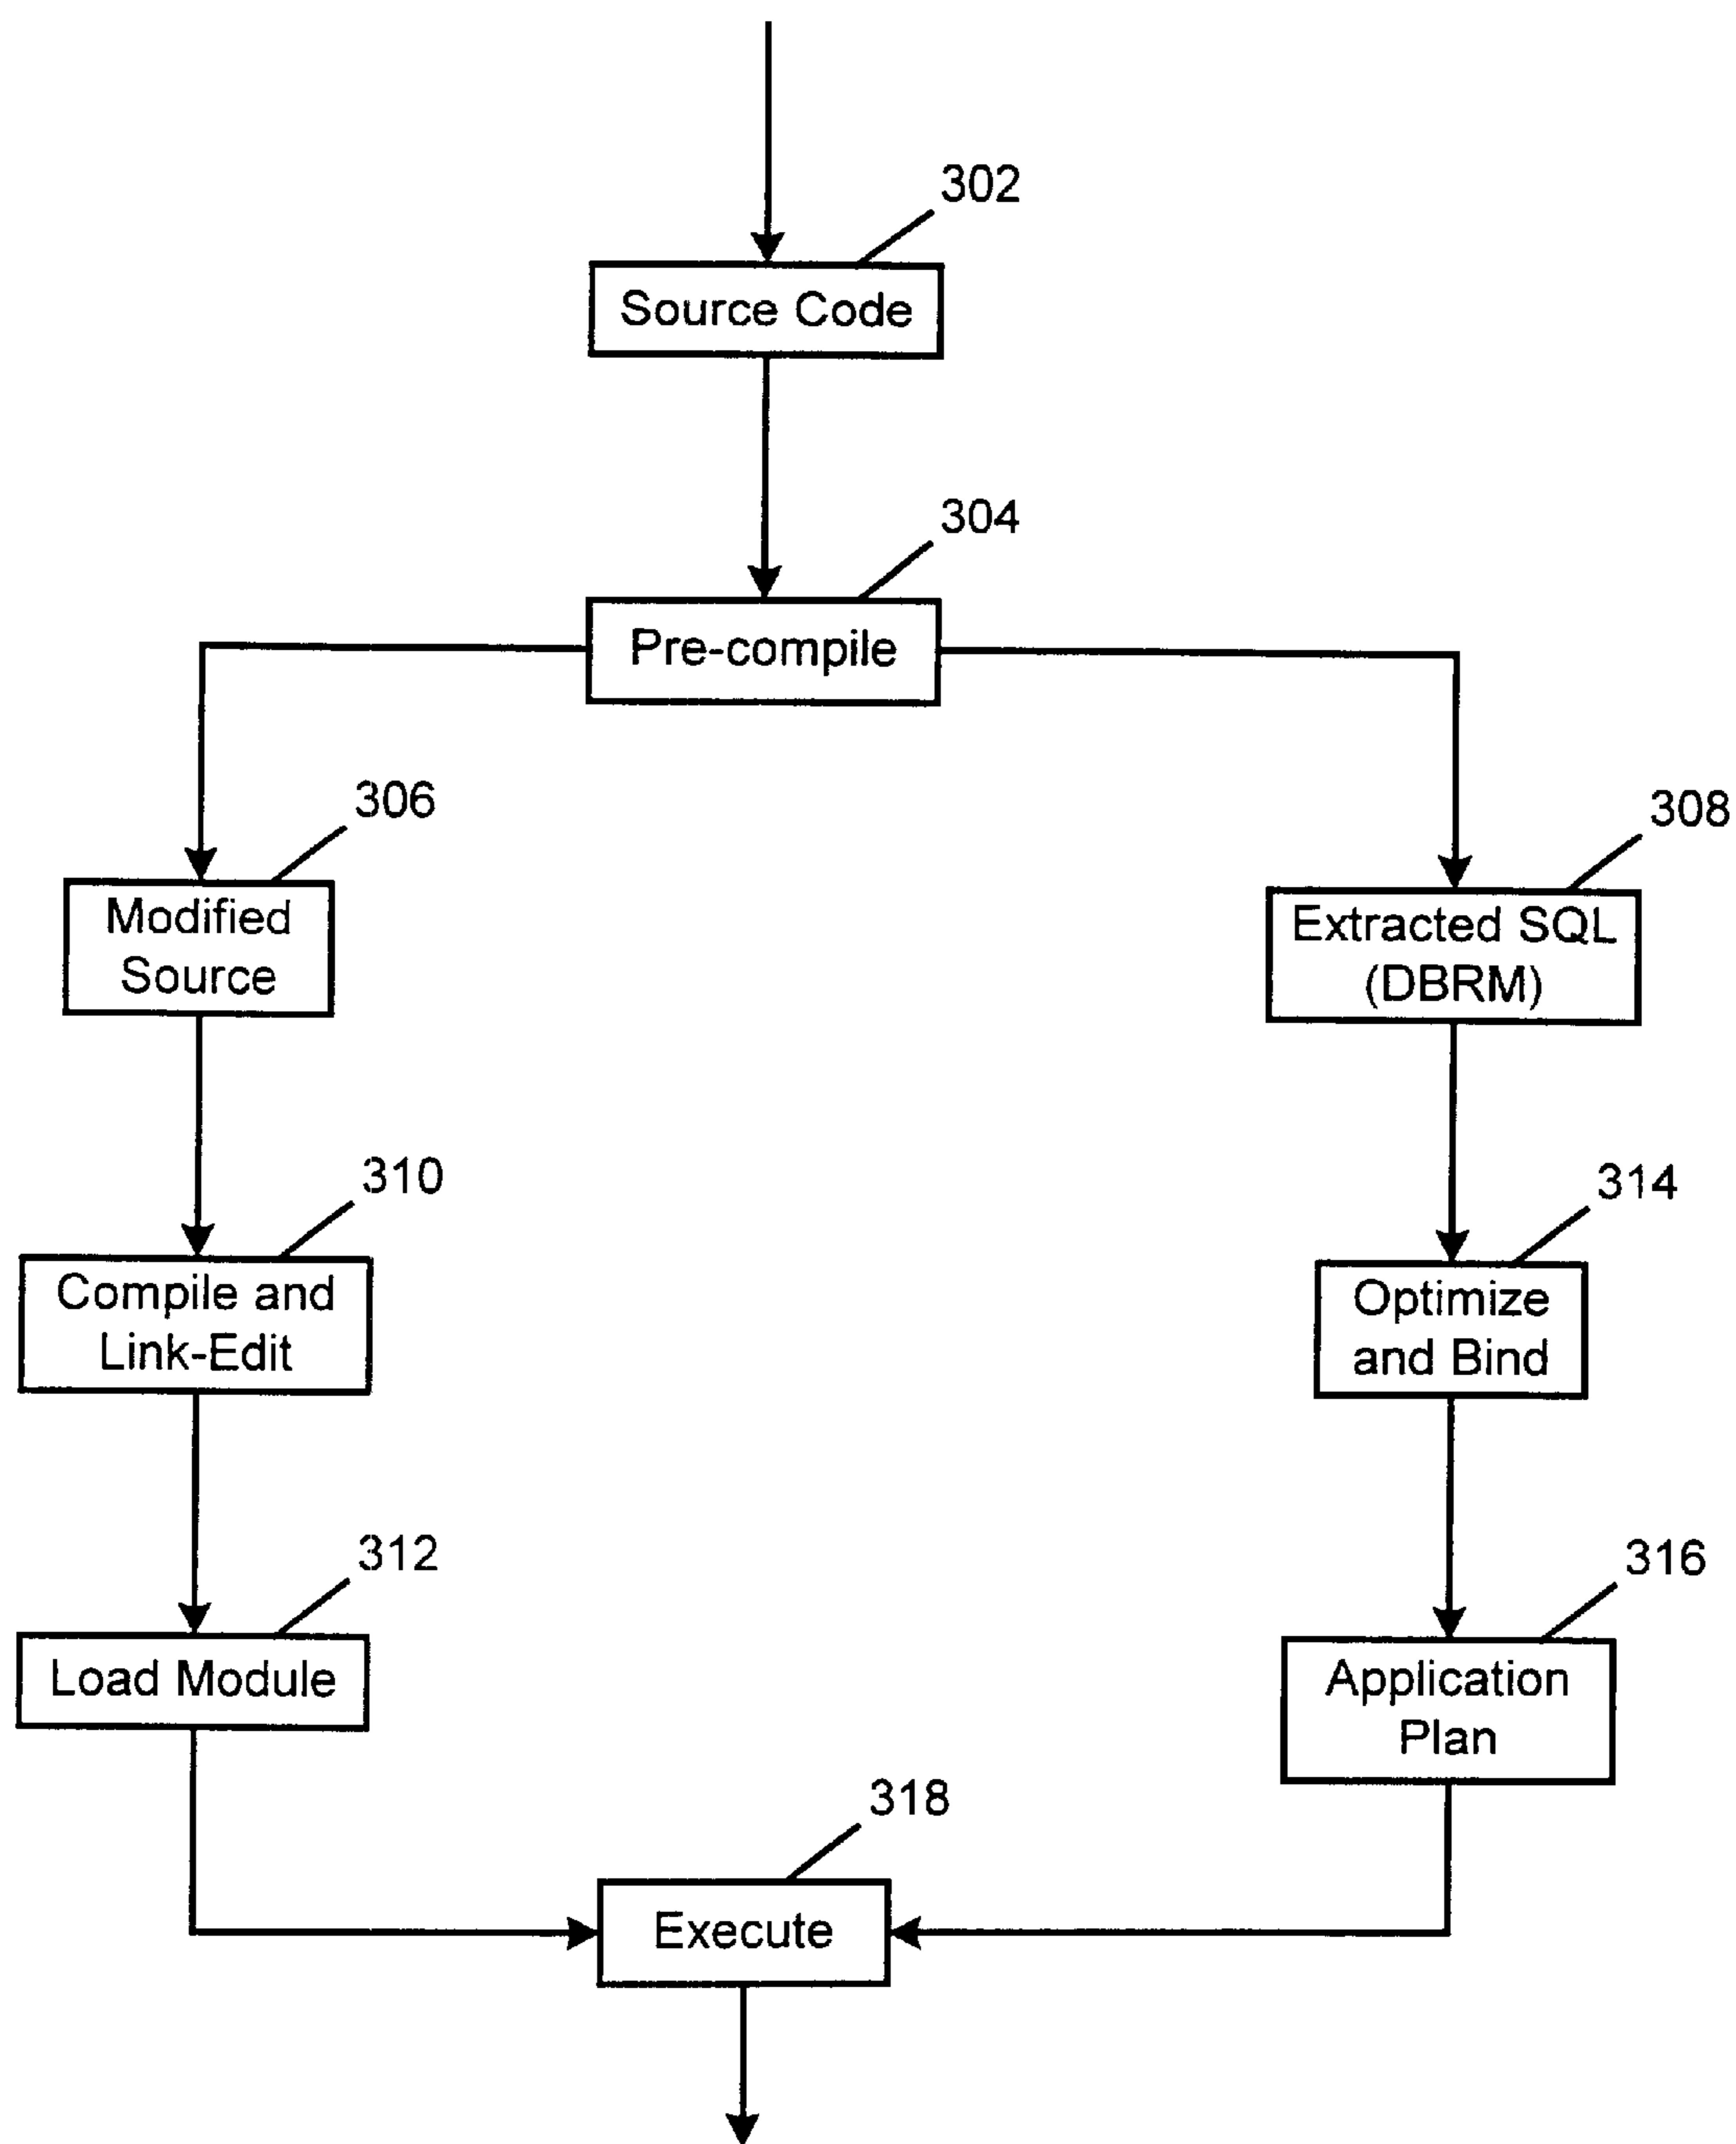 302
Source Code
304
Pre-compile
306
Modified
Source
308
Extracted SQL
(DBRM)
310
Compile and
Link-Edit
314
Optimize
and Bind
312
Load Module
316
Application
Plan
318
Execute